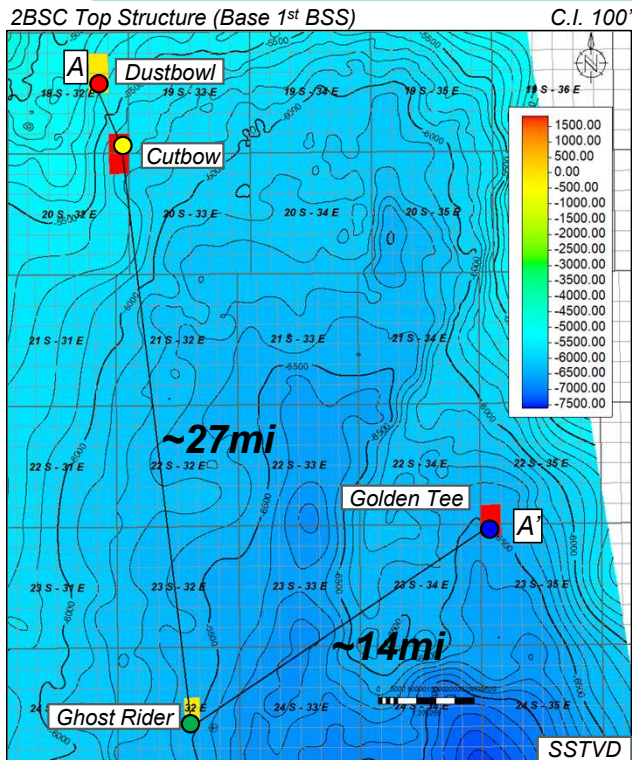 2BSC Top Structure (Base 1st BSS) C.I. 100'
A Dustbowl
18 S - 32 E 19 S - 33 E 19 S - 34 E 19 S - 35 E 19 S - 36 E
Cutbow
20 S - 33 E 20 S - 34 E 20 S - 35 E
-5500
-6000
21 S - 31 E 21 S - 32 E 21 S - 33 E 21 S - 34 E
-6500
N
1500.00
1000.00
500.00
0.00
-500.00
-1000.00
-1500.00
-2000.00
-2500.00
-3000.00
-3500.00
-4000.00
-4500.00
-5000.00
-5500.00
-6000.00
-6500.00
-7000.00
-7500.00
~27mi
22 S - 31 E 22 S - 32 E 22 S - 33 E 22 S - 34 E 22 S - 35 E
Golden Tee A'
23 S - 31 E 23 S - 32 E 23 S - 33 E 23 S - 34 E 23 S - 35 E
~14mi
32 E 24 S - 33 E 24 S - 35 E
Ghost Rider
SSTVD